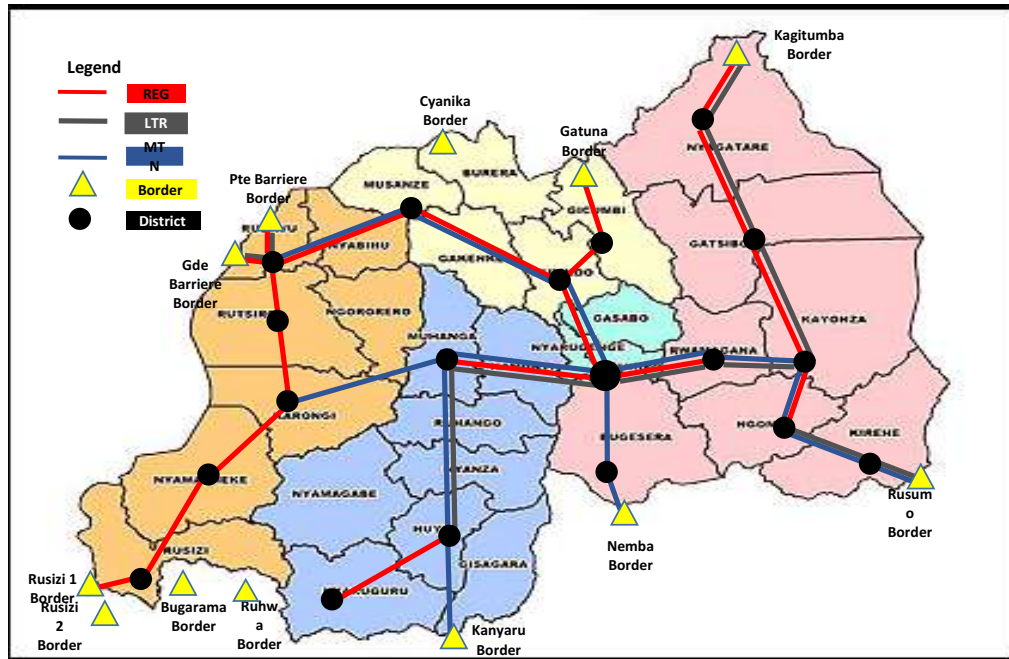 Legend
REG
LTR
MT
N
Border
District
Kagitumba
Border
Cyanika
Border
Gatuna
Border
Pte Barriere
Border
Gde
Barriere
Border
BURERA
MUSANZE
NYAGATARE
GICUMBI
NYABIHU
GATSIBO
GAKENKE
RUTSIRO
NGORORERO
GASABO
KAYONZA
MUHANGA
NYARUGENGE
RWAMAGANA
KARONGI
RUHANGO
BUGESERA
NGOMA
KIREHE
NYANZA
NYAMAGABE
HUYE
RUSIZI
GISAGARA
Rusum
o
Border
Nemba
Border
Rusizi 1
Border
Rusizi
2
Border
Bugarama
Border
Ruhw
a
Border
Kanyaru
Border